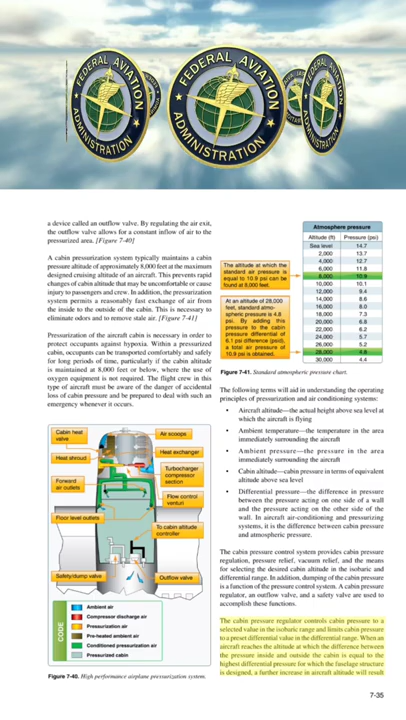 FEDERAL AVIATION
ADMINISTRATION
FEDERAL AVIATION
ADMINISTRATION
FEDERAL AVIATION
ADMINISTRATION
a device called an outflow valve. By regulating the air exit,
the outflow valve allows for a constant inflow of air to the
pressurized area. [Figure 7-40]
A cabin pressurization system typically maintains a cabin
pressure altitude of approximately 8,000 feet at the maximum
designed cruising altitude of an aircraft. This prevents rapid
changes of cabin altitude that may be uncomfortable or cause
injury to passengers and crew. In addition, the pressurization
system permits a reasonably fast exchange of air from
the inside to the outside of the cabin. This is necessary to
eliminate odors and to remove stale air. [Figure 7-41]
Pressurization of the aircraft cabin is necessary in order to
protect occupants against hypoxia. Within a pressurized
cabin, occupants can be transported comfortably and safely
for long periods of time, particularly if the cabin altitude
is maintained at 8,000 feet or below, where the use of
oxygen equipment is not required. The flight crew in this
type of aircraft must be aware of the danger of accidental
loss of cabin pressure and be prepared to deal with such an
emergency whenever it occurs.
Cabin heat
valve
Heat shroud
Forward
air outlets
Floor level outlets
Safety/dump valve
Air scoops
Heat exchanger
Turbocharger
compressor
section
Flow control
venturi
To cabin altitude
controller
Outflow valve
CODE
Ambient air
Compressor discharge air
Pressurization air
Pre-heated ambient air
Conditioned pressurization air
Pressurized cabin
Figure 7-40. High performance airplane pressurization system.
The altitude at which the
standard air pressure is
equal to 10.9 psi can be
found at 8,000 feet.
At an altitude of 28,000
feet, standard atmo-
spheric pressure is 4.8
psi. By adding this
pressure to the cabin
pressure differential of
6.1 psi difference (psid),
a total air pressure of
10.9 psi is obtained.
Atmosphere pressure
Altitude (ft) Pressure (psi)
Sea level 14.7
2,000 13.7
4,000 12.7
6,000 11.8
8,000 10.9
10,000 10.1
12,000 9.4
14,000 8.6
16,000 8.0
18,000 7.3
20,000 6.8
22,000 6.2
24,000 5.7
26,000 5.2
28,000 4.8
30,000 4.4
Figure 7-41. Standard atmospheric pressure chart.
The following terms will aid in understanding the operating
principles of pressurization and air conditioning systems:
• Aircraft altitude—the actual height above sea level at
which the aircraft is flying
• Ambient temperature—the temperature in the area
immediately surrounding the aircraft
• Ambient pressure—the pressure in the area
immediately surrounding the aircraft
• Cabin altitude—cabin pressure in terms of equivalent
altitude above sea level
• Differential pressure—the difference in pressure
between the pressure acting on one side of a wall
and the pressure acting on the other side of the
wall. In aircraft air-conditioning and pressurizing
systems, it is the difference between cabin pressure
and atmospheric pressure.
The cabin pressure control system provides cabin pressure
regulation, pressure relief, vacuum relief, and the means
for selecting the desired cabin altitude in the isobaric and
differential range. In addition, dumping of the cabin pressure
is a function of the pressure control system. A cabin pressure
regulator, an outflow valve, and a safety valve are used to
accomplish these functions.
The cabin pressure regulator controls cabin pressure to a
selected value in the isobaric range and limits cabin pressure
to a preset differential value in the differential range. When an
aircraft reaches the altitude at which the difference between
the pressure inside and outside the cabin is equal to the
highest differential pressure for which the fuselage structure
is designed, a further increase in aircraft altitude will result
7-35